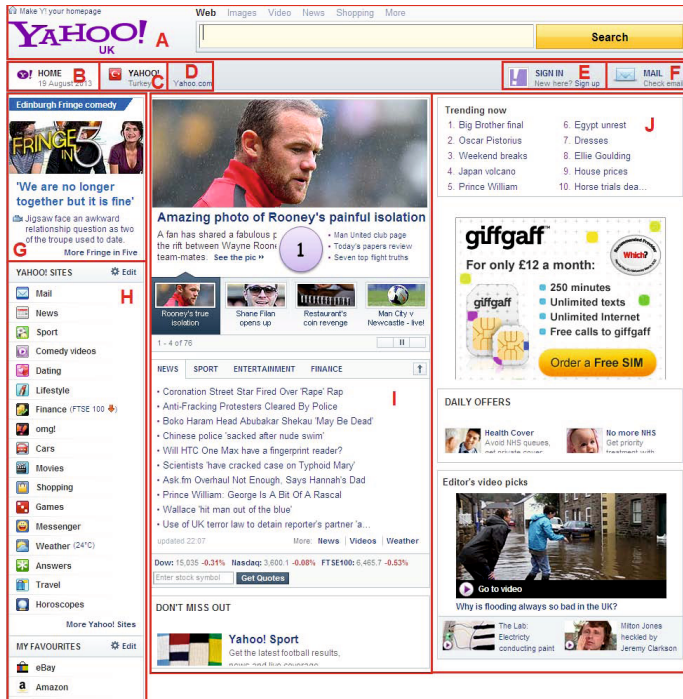 Make Y! your homepage
YAHOO!
UK
A
Web Images Video News Shopping More
Search
HOME
19 August 2013
B
YAHOO!
Turkey
C
D
Yahoo.com
SIGN IN
New here? Sign up
E
MAIL
Check email
F
Edinburgh Fringe comedy
FRINGE IN 5
'We are no longer
together but it is fine'
Jigsaw face an awkward
relationship question as two
of the troupe used to date.
More Fringe in Five
G
YAHOO! SITES Edit
H
Mail
News
Sport
Comedy videos
Dating
Lifestyle
Finance (FTSE 100)
omg!
Cars
Movies
Shopping
Games
Messenger
Weather (24°C)
Answers
Travel
Horoscopes
More Yahoo! Sites
MY FAVOURITES Edit
eBay
Amazon
Amazing photo of Rooney's painful isolation
A fan has shared a fabulous
the rift between Wayne
team-mates. See the pic »
1
• Man United club page
• Today's papers review
• Seven top flight truths
Rooney's true
isolation
Shane Filan
opens up
Restaurant's
coin revenge
Man City v
Newcastle - live!
1 - 4 of 76
NEWS SPORT ENTERTAINMENT FINANCE
I
• Coronation Street Star Fired Over 'Rape' Rap
• Anti-Fracking Protesters Cleared By Police
• Boko Haram Head Abubakar Shekau 'May Be Dead'
• Chinese police 'sacked after nude swim'
• Will HTC One Max have a fingerprint reader?
• Scientists 'have cracked case on Typhoid Mary'
• Ask.fm Overhaul Not Enough, Says Hannah's Dad
• Prince William: George Is A Bit Of A Rascal
• Wallace 'hit man out of the blue'
• Use of UK terror law to detain reporter's partner 'a...
updated 22:07 More: News | Videos | Weather
Dow: 15,035 -0.31% Nasdaq: 3,600.1 -0.08% FTSE100: 6,465.7 -0.53%
Enter stock symbol Get Quotes
DON'T MISS OUT
Yahoo! Sport
Get the latest football results,
news and live coverage
Trending now
J
1. Big Brother final
2. Oscar Pistorius
3. Weekend breaks
4. Japan volcano
5. Prince William
6. Egypt unrest
7. Dresses
8. Ellie Goulding
9. House prices
10. Horse trials dea...
giffgaff
Recommended Provider
Which?
For only £12 a month:
250 minutes
Unlimited texts
Unlimited Internet
Free calls to giffgaff
giffgaff
Order a Free SIM
DAILY OFFERS
Health Cover
Avoid NHS queues,
get private cover
No more NHS
Get priority
treatment with
Editor's video picks
Go to video
Why is flooding always so bad in the UK?
The Lab:
Electricty
conducting paint
Milton Jones
heckled by
Jeremy Clarkson